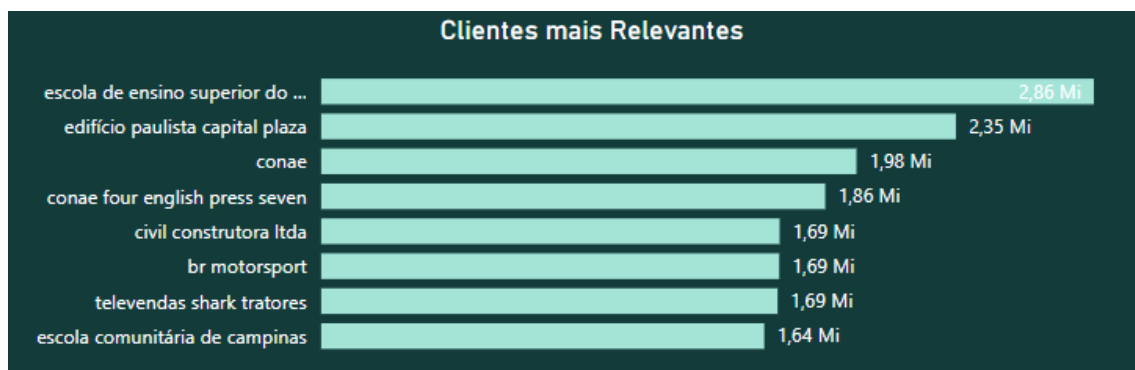 Clientes mais Relevantes
escola de ensino superior do ... 2,86 Mi
edifício paulista capital plaza 2,35 Mi
conae 1,98 Mi
conae four english press seven 1,86 Mi
civil construtora ltda 1,69 Mi
br motorsport 1,69 Mi
televendas shark tratores 1,69 Mi
escola comunitária de campinas 1,64 Mi